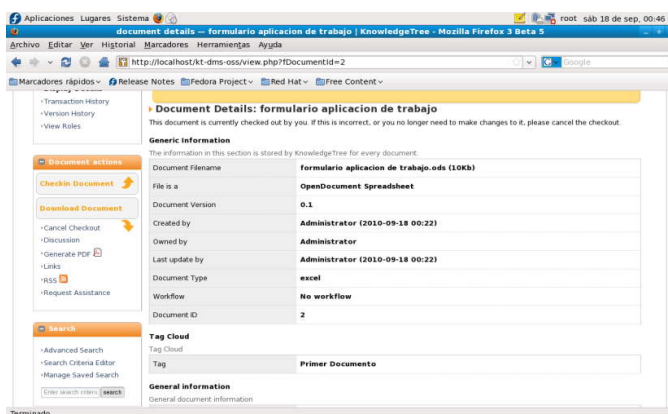 Aplicaciones Lugares Sistema root sáb 18 de sep, 00:46
document details — formulario aplicacion de trabajo | KnowledgeTree - Mozilla Firefox 3 Beta 5
Archivo Editar Ver Historial Marcadores Herramientas Ayuda
http://localhost/kt-dms-oss/view.php?fDocumentId=2 Google
Marcadores rápidos Release Notes Fedora Project Red Hat Free Content
Display Details
Transaction History
Version History
View Roles
Document actions
Checkin Document
Download Document
Cancel Checkout
Discussion
Generate PDF
Links
RSS
Request Assistance
Search
Advanced Search
Search Criteria Editor
Manage Saved Search
Enter search criteria search
Document Details: formulario aplicacion de trabajo
This document is currently checked out by you. If this is incorrect, or you no longer need to make changes to it, please cancel the checkout.
Generic Information
The information in this section is stored by KnowledgeTree for every document.
Document Filename formulario aplicacion de trabajo.ods (10Kb)
File is a OpenDocument Spreadsheet
Document Version 0.1
Created by Administrator (2010-09-18 00:22)
Owned by Administrator
Last update by Administrator (2010-09-18 00:22)
Document Type excel
Workflow No workflow
Document ID 2
Tag Cloud
Tag Cloud
Tag Primer Documento
General information
General document information
Terminado